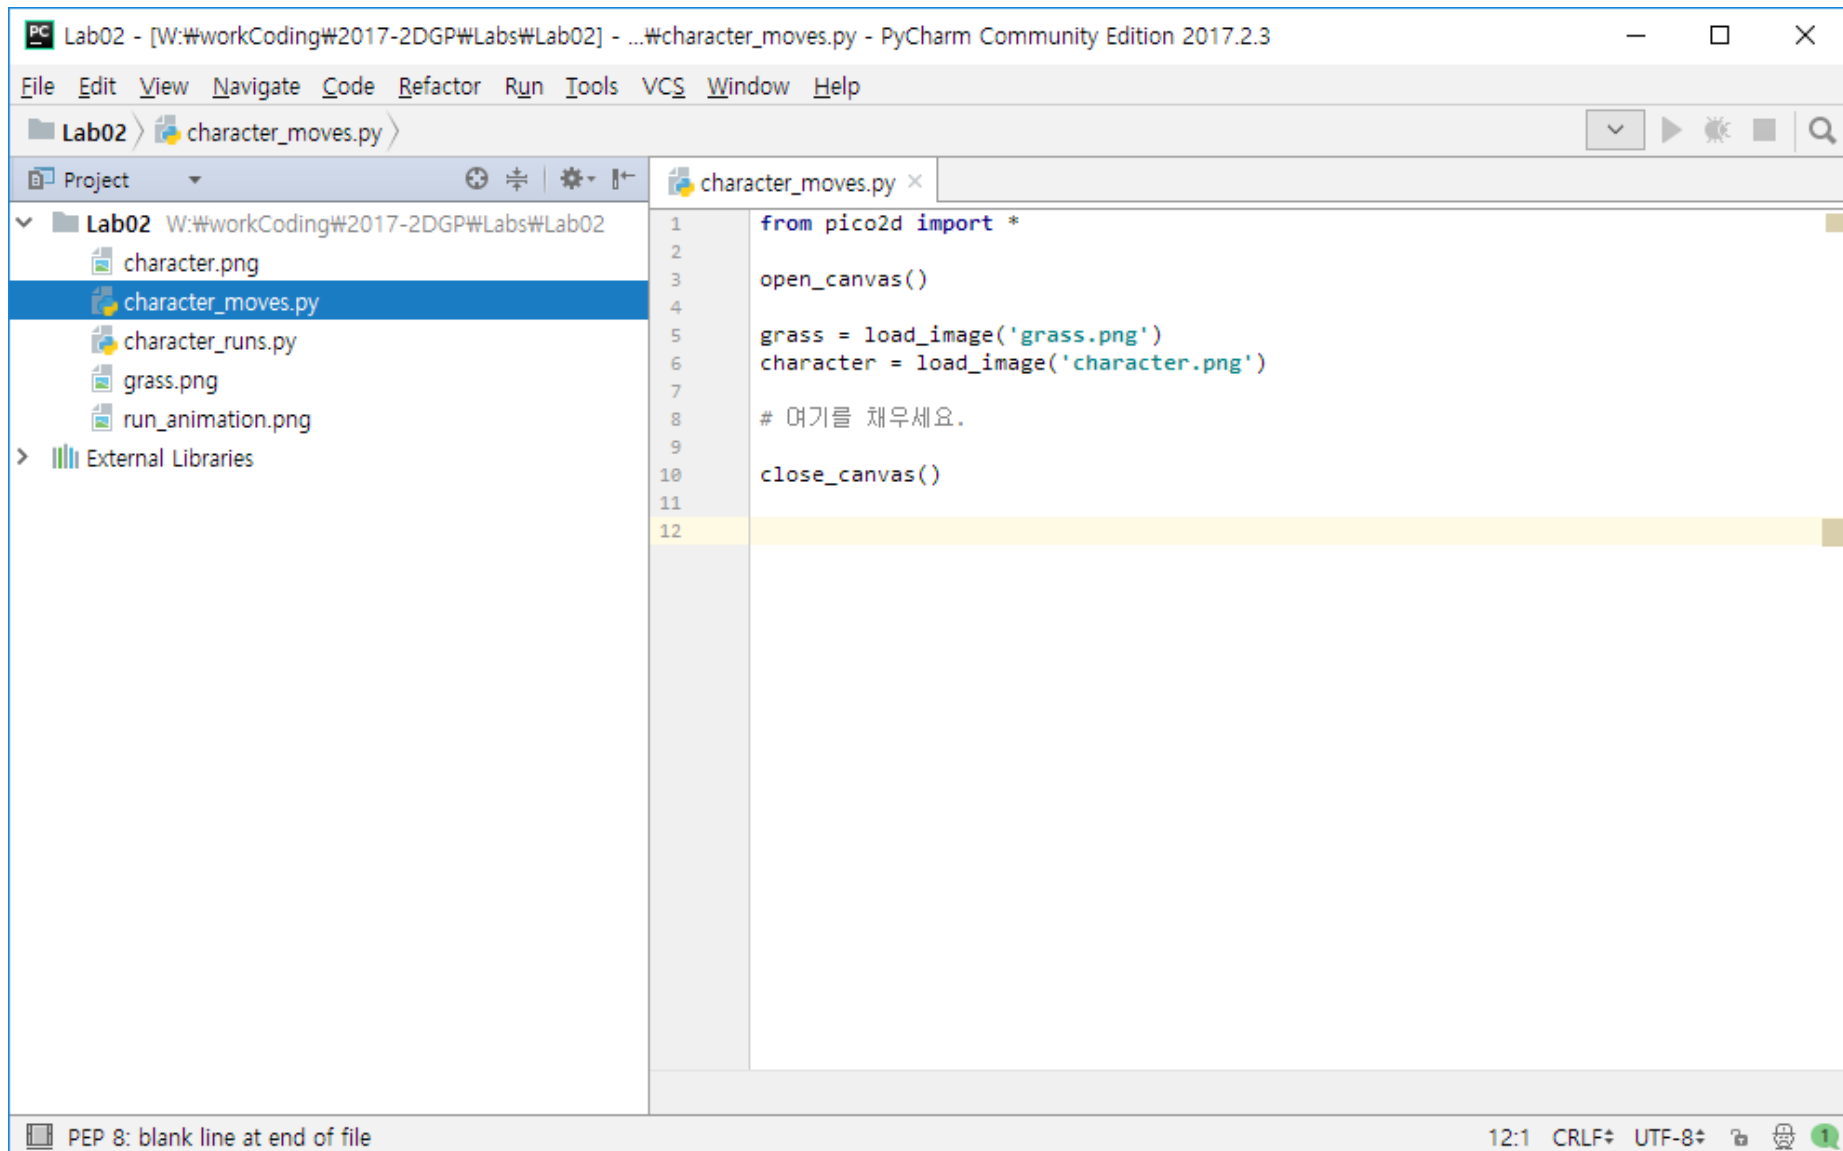 PC Lab02 - [W:₩workCoding₩2017-2DGP₩Labs₩Lab02] - ...₩character_moves.py - PyCharm Community Edition 2017.2.3
File Edit View Navigate Code Refactor Run Tools VCS Window Help
Lab02 character_moves.py
Project
character_moves.py
Lab02 W:₩workCoding₩2017-2DGP₩Labs₩Lab02
character.png
character_moves.py
character_runs.py
grass.png
run_animation.png
External Libraries
1 from pico2d import *
2
3 open_canvas()
4
5 grass = load_image('grass.png')
6 character = load_image('character.png')
7
8 # 여기를 채우세요.
9
10 close_canvas()
11
12
PEP 8: blank line at end of file
12:1 CRLF UTF-8 1